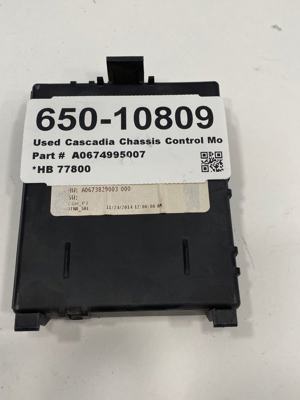 650-10809
Used Cascadia Chassis Control Mo
Part # A0674995007
*HB 77800
A0673829003 000
11/24/2014